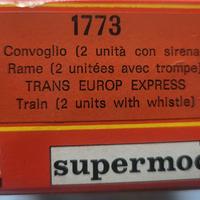 1773
Convoglio (2 unità con sirena
Rame (2 unitées avec trompe)
TRANS EUROP EXPRESS
Train (2 units with whistle)
supermo